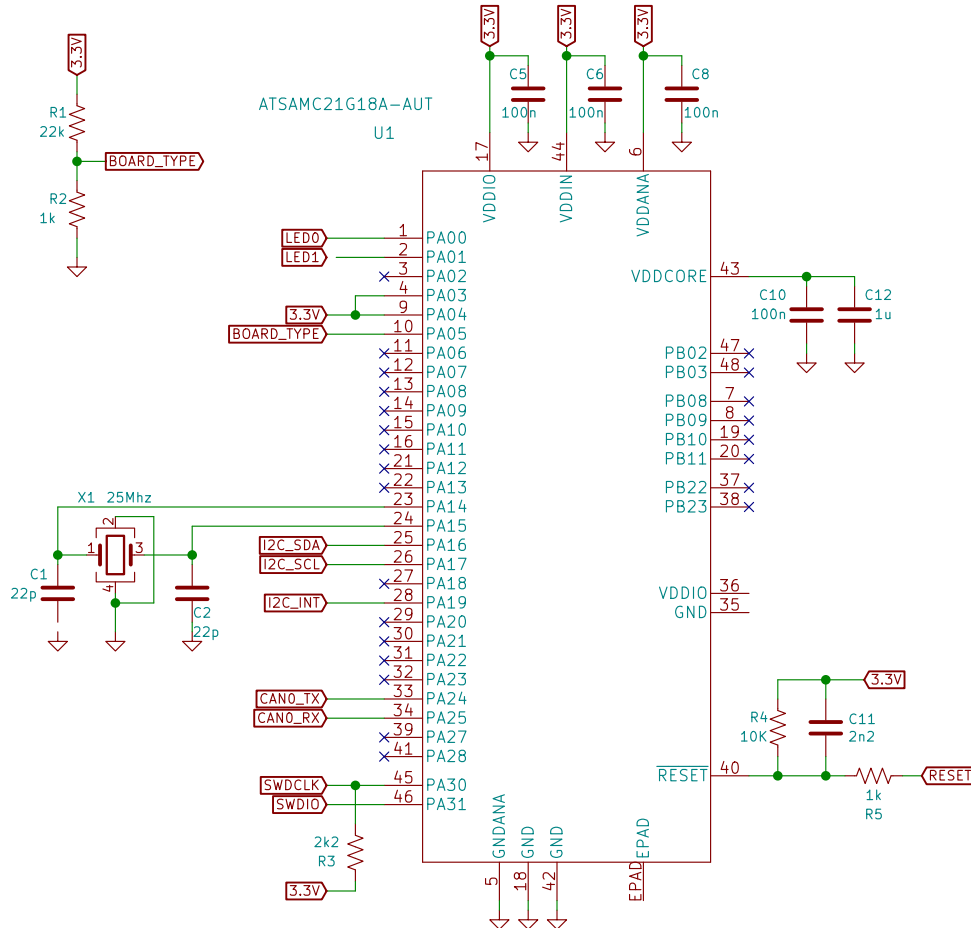 3.3V
3.3V
3.3V
3.3V
R1
22k
BOARD_TYPE
R2
1k
ATSAMC21G18A-AUT
U1
C5
100n
C6
100n
C8
100n
17
44
6
VDDIO
VDDIN
VDDANA
LED0
1
PA00
LED1
2
PA01
3
PA02
4
PA03
3.3V
9
PA04
BOARD_TYPE
10
PA05
11
PA06
12
PA07
13
PA08
14
PA09
15
PA10
16
PA11
21
PA12
22
PA13
23
PA14
24
PA15
I2C_SDA
25
PA16
I2C_SCL
26
PA17
27
PA18
I2C_INT
28
PA19
29
PA20
30
PA21
31
PA22
32
PA23
CAN0_TX
33
PA24
CAN0_RX
34
PA25
39
PA27
41
PA28
SWDCLK
45
PA30
SWDIO
46
PA31
2k2
R3
3.3V
X1 25Mhz
2
1
3
4
C1
22p
C2
22p
VDDCORE
43
C10
100n
C12
1u
PB02
47
PB03
48
PB08
7
PB09
8
PB10
19
PB11
20
PB22
37
PB23
38
VDDIO
36
GND
35
3.3V
R4
10K
C11
2n2
RESET
40
1k
R5
RESET
GNDANA
GND
GND
EPAD
5
18
42
EPAD